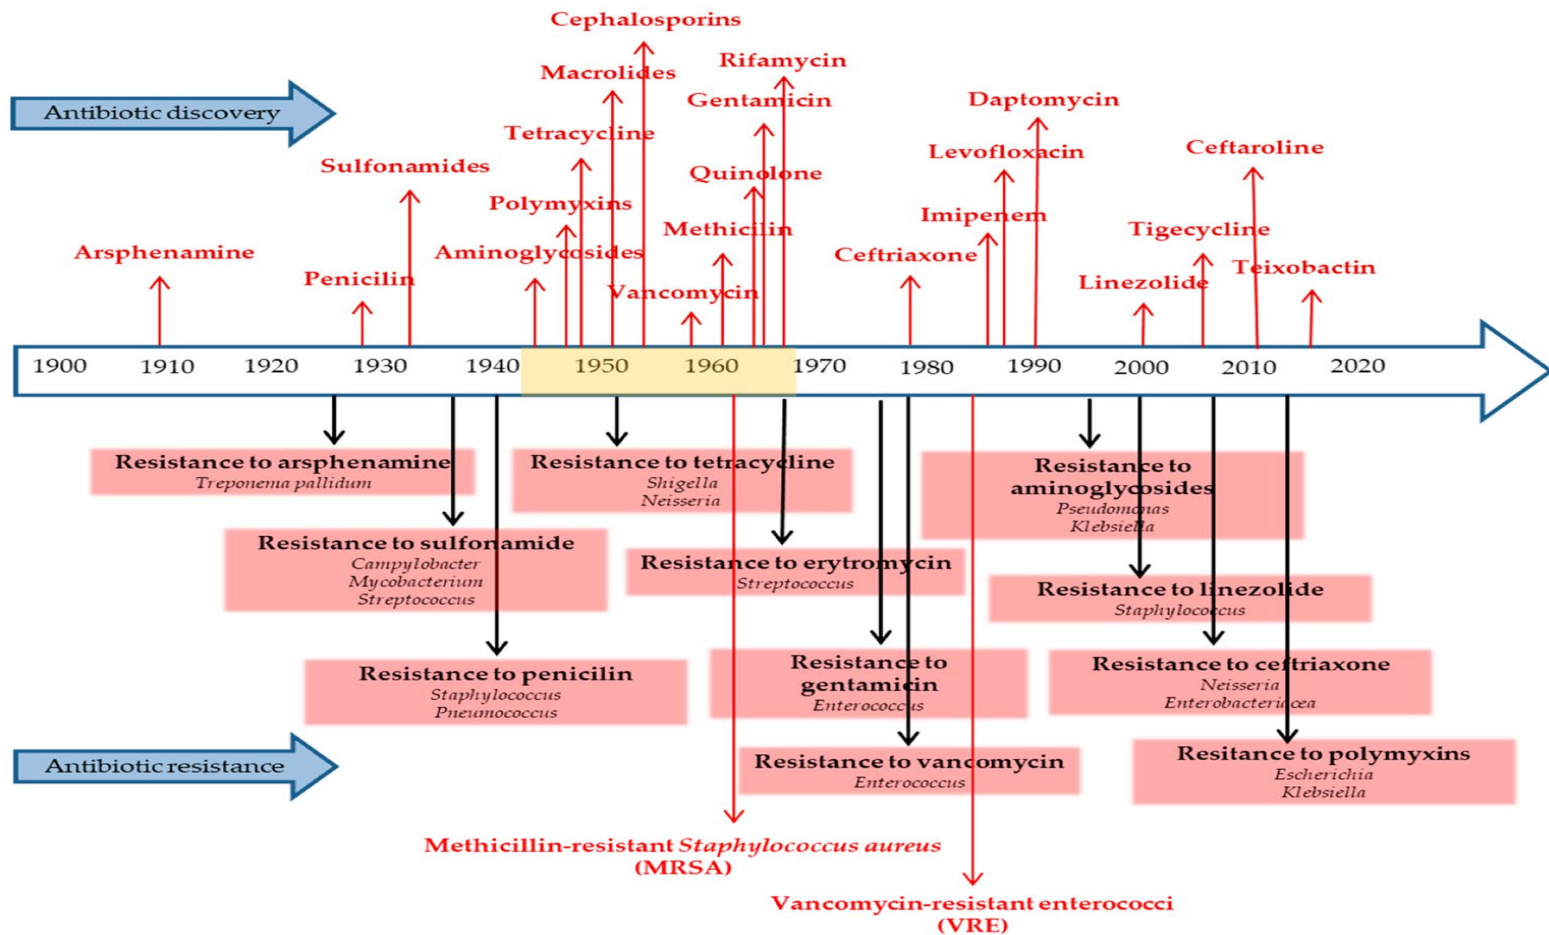 Cephalosporins
Rifamycin
Macrolides
Gentamicin
Daptomycin
Antibiotic discovery
Tetracycline
Ceftaroline
Levofloxacin
Sulfonamides
Quinolone
Polymyxins
Imipenem
Methicilin
Tigecycline
Arsphenamine
Aminoglycosides
Ceftriaxone
Teixobactin
Penicilin
Linezolide
Vancomycin
1900 1910 1920 1930 1940 1950 1960 1970 1980 1990 2000 2010 2020
Resistance to arsphenamine
Treponema pallidum
Resistance to tetracycline
Shigella
Neisseria
Resistance to
aminoglycosides
Pseudomonas
Klebsiella
Resistance to sulfonamide
Campylobacter
Mycobacterium
Streptococcus
Resistance to erytromycin
Streptococcus
Resistance to linezolide
Staphylococcus
Resistance to penicilin
Staphylococcus
Pneumococcus
Resistance to
gentamicin
Enterococcus
Resistance to ceftriaxone
Neisseria
Enterobacteriacea
Antibiotic resistance
Resistance to vancomycin
Enterococcus
Resitance to polymyxins
Escherichia
Klebsiella
Methicillin-resistant Staphylococcus aureus
(MRSA)
Vancomycin-resistant enterococci
(VRE)